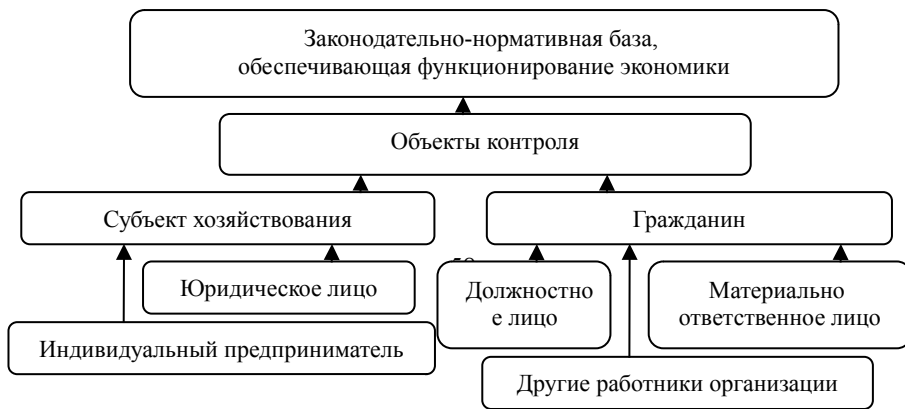 Законодательно-нормативная база,
обеспечивающая функционирование экономики
Объекты контроля
Субъект хозяйствования
Гражданин
Юридическое лицо
Должностно
е лицо
Материально
ответственное лицо
Индивидуальный предприниматель
Другие работники организации